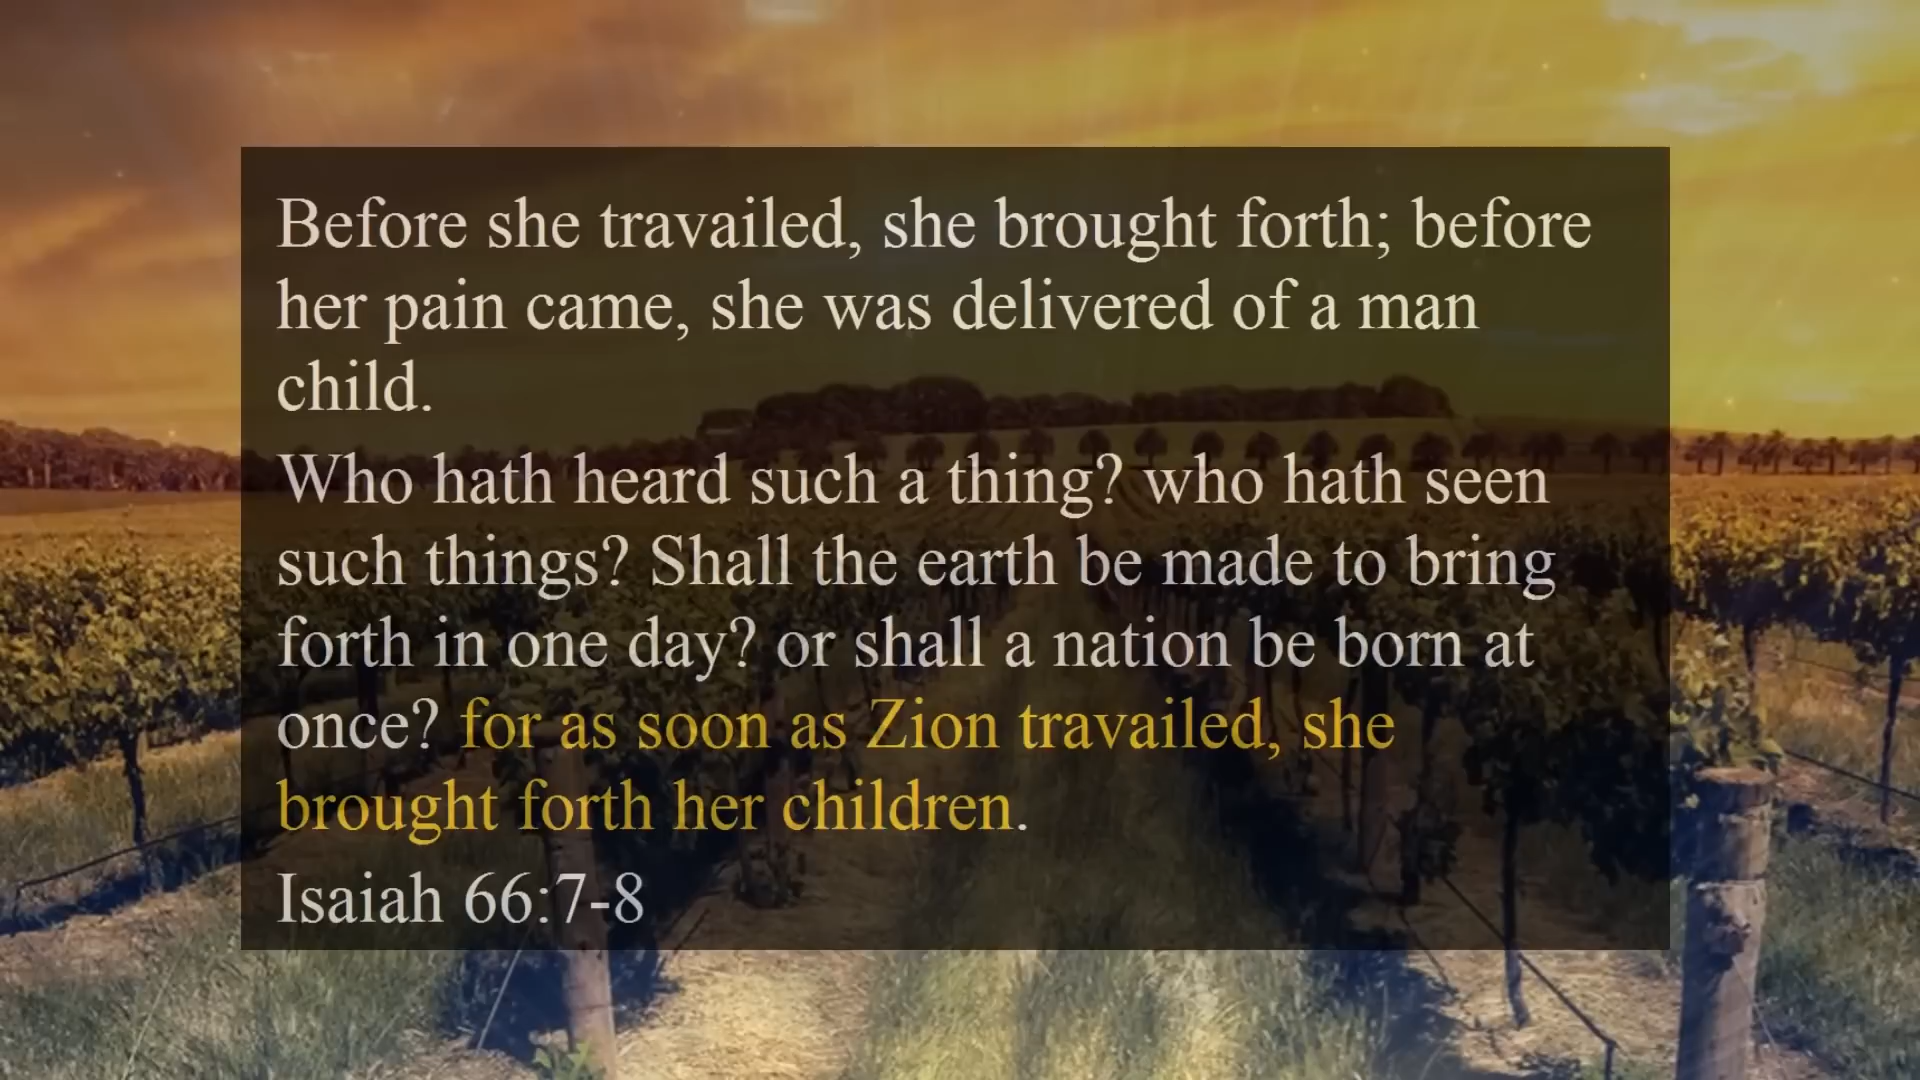 Before she travailed, she brought forth; before
her pain came, she was delivered of a man
child.
Who hath heard such a thing? who hath seen
such things? Shall the earth be made to bring
forth in one day? or shall a nation be born at
once? for as soon as Zion travailed, she
brought forth her children.
Isaiah 66:7-8